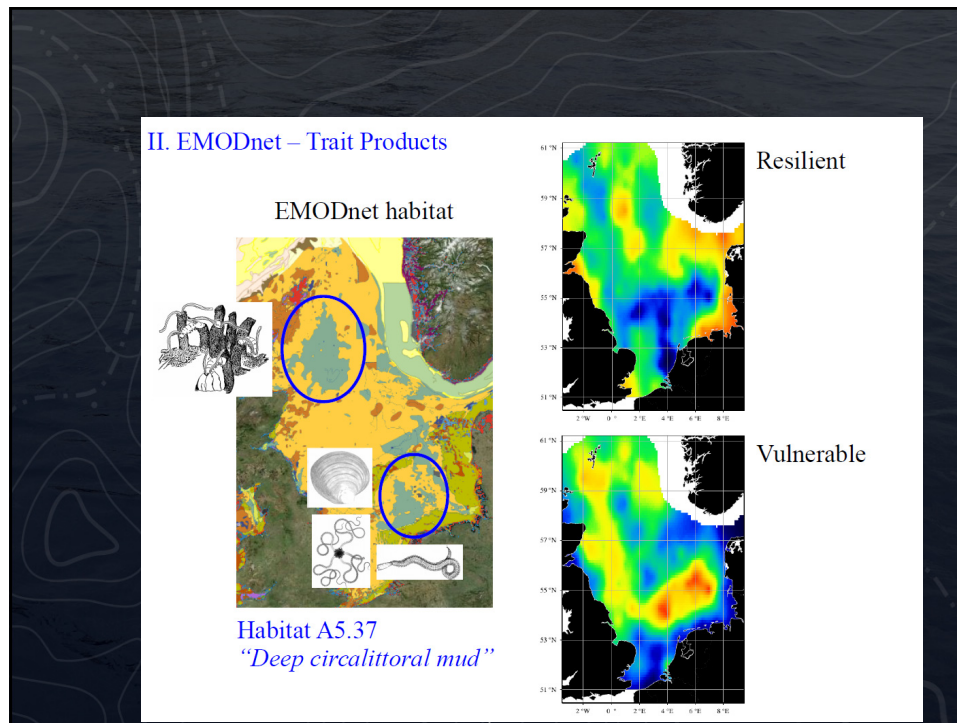 II. EMODnet – Trait Products
EMODnet habitat
Habitat A5.37
“Deep circalittoral mud”
Resilient
61 °N
59 °N
57 °N
55 °N
53 °N
51 °N
2 °W 0 ° 2 °E 4 °E 6 °E 8 °E
Vulnerable
61 °N
59 °N
57 °N
55 °N
53 °N
51 °N
2 °W 0 ° 2 °E 4 °E 6 °E 8 °E